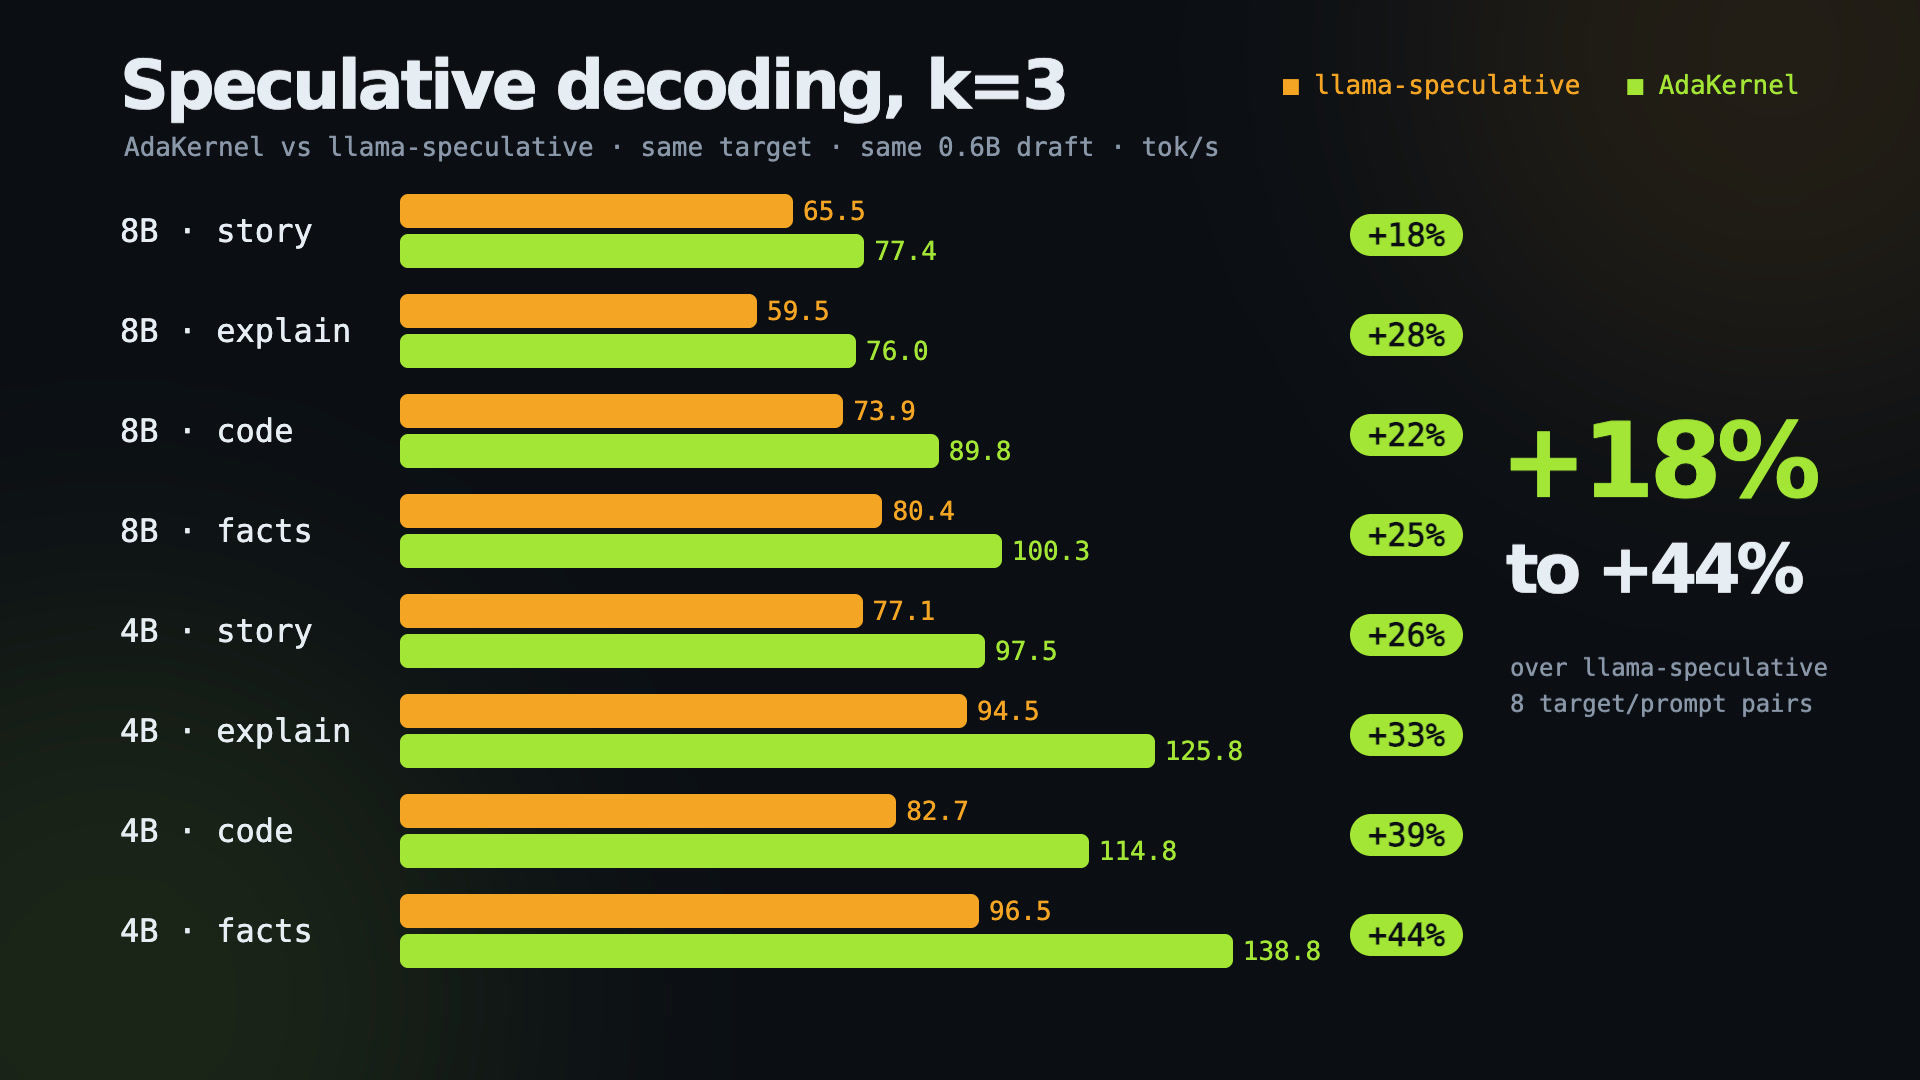 Speculative decoding, k=3
llama-speculative
AdaKernel
AdaKernel vs llama-speculative · same target · same 0.6B draft · tok/s
8B · story
65.5
77.4
+18%
8B · explain
59.5
76.0
+28%
8B · code
73.9
89.8
+22%
8B · facts
80.4
100.3
+25%
4B · story
77.1
97.5
+26%
4B · explain
94.5
125.8
+33%
4B · code
82.7
114.8
+39%
4B · facts
96.5
138.8
+44%
+18%
to +44%
over llama-speculative
8 target/prompt pairs